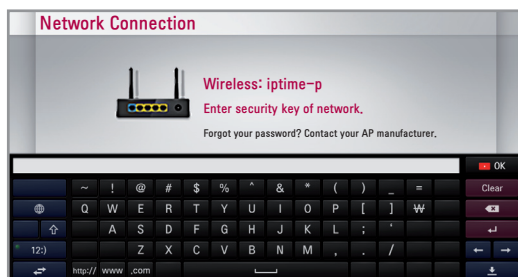 Network Connection
Wireless: iptime-p
Enter security key of network.
Forgot your password? Contact your AP manufacturer.
OK
~ ! @ # $ % ^ & * ( ) _ = Clear
Q W E R T Y U I O P [ ] ₩
A S D F G H J K L ; '
12:) Z X C V B N M , . /
http:// www .com